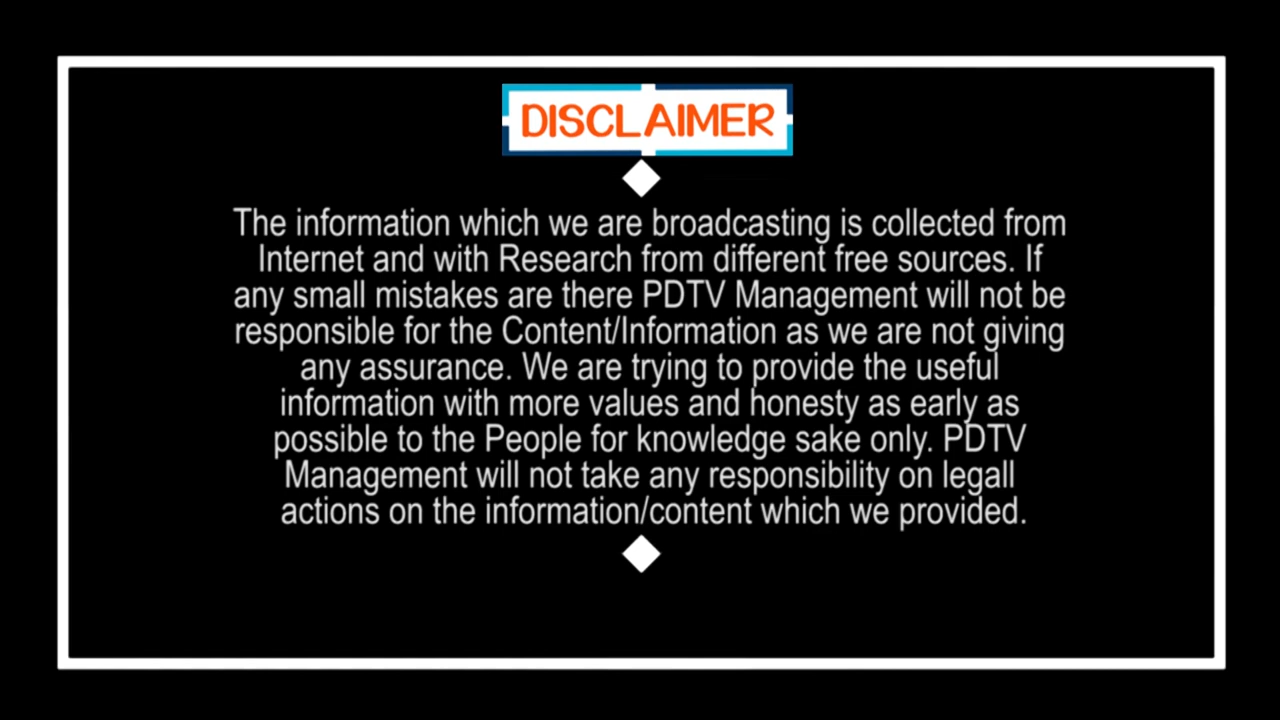 DISCLAIMER
The information which we are broadcasting is collected from
Internet and with Research from different free sources. If
any small mistakes are there PDTV Management will not be
responsible for the Content/Information as we are not giving
any assurance. We are trying to provide the useful
information with more values and honesty as early as
possible to the People for knowledge sake only. PDTV
Management will not take any responsibility on legall
actions on the information/content which we provided.